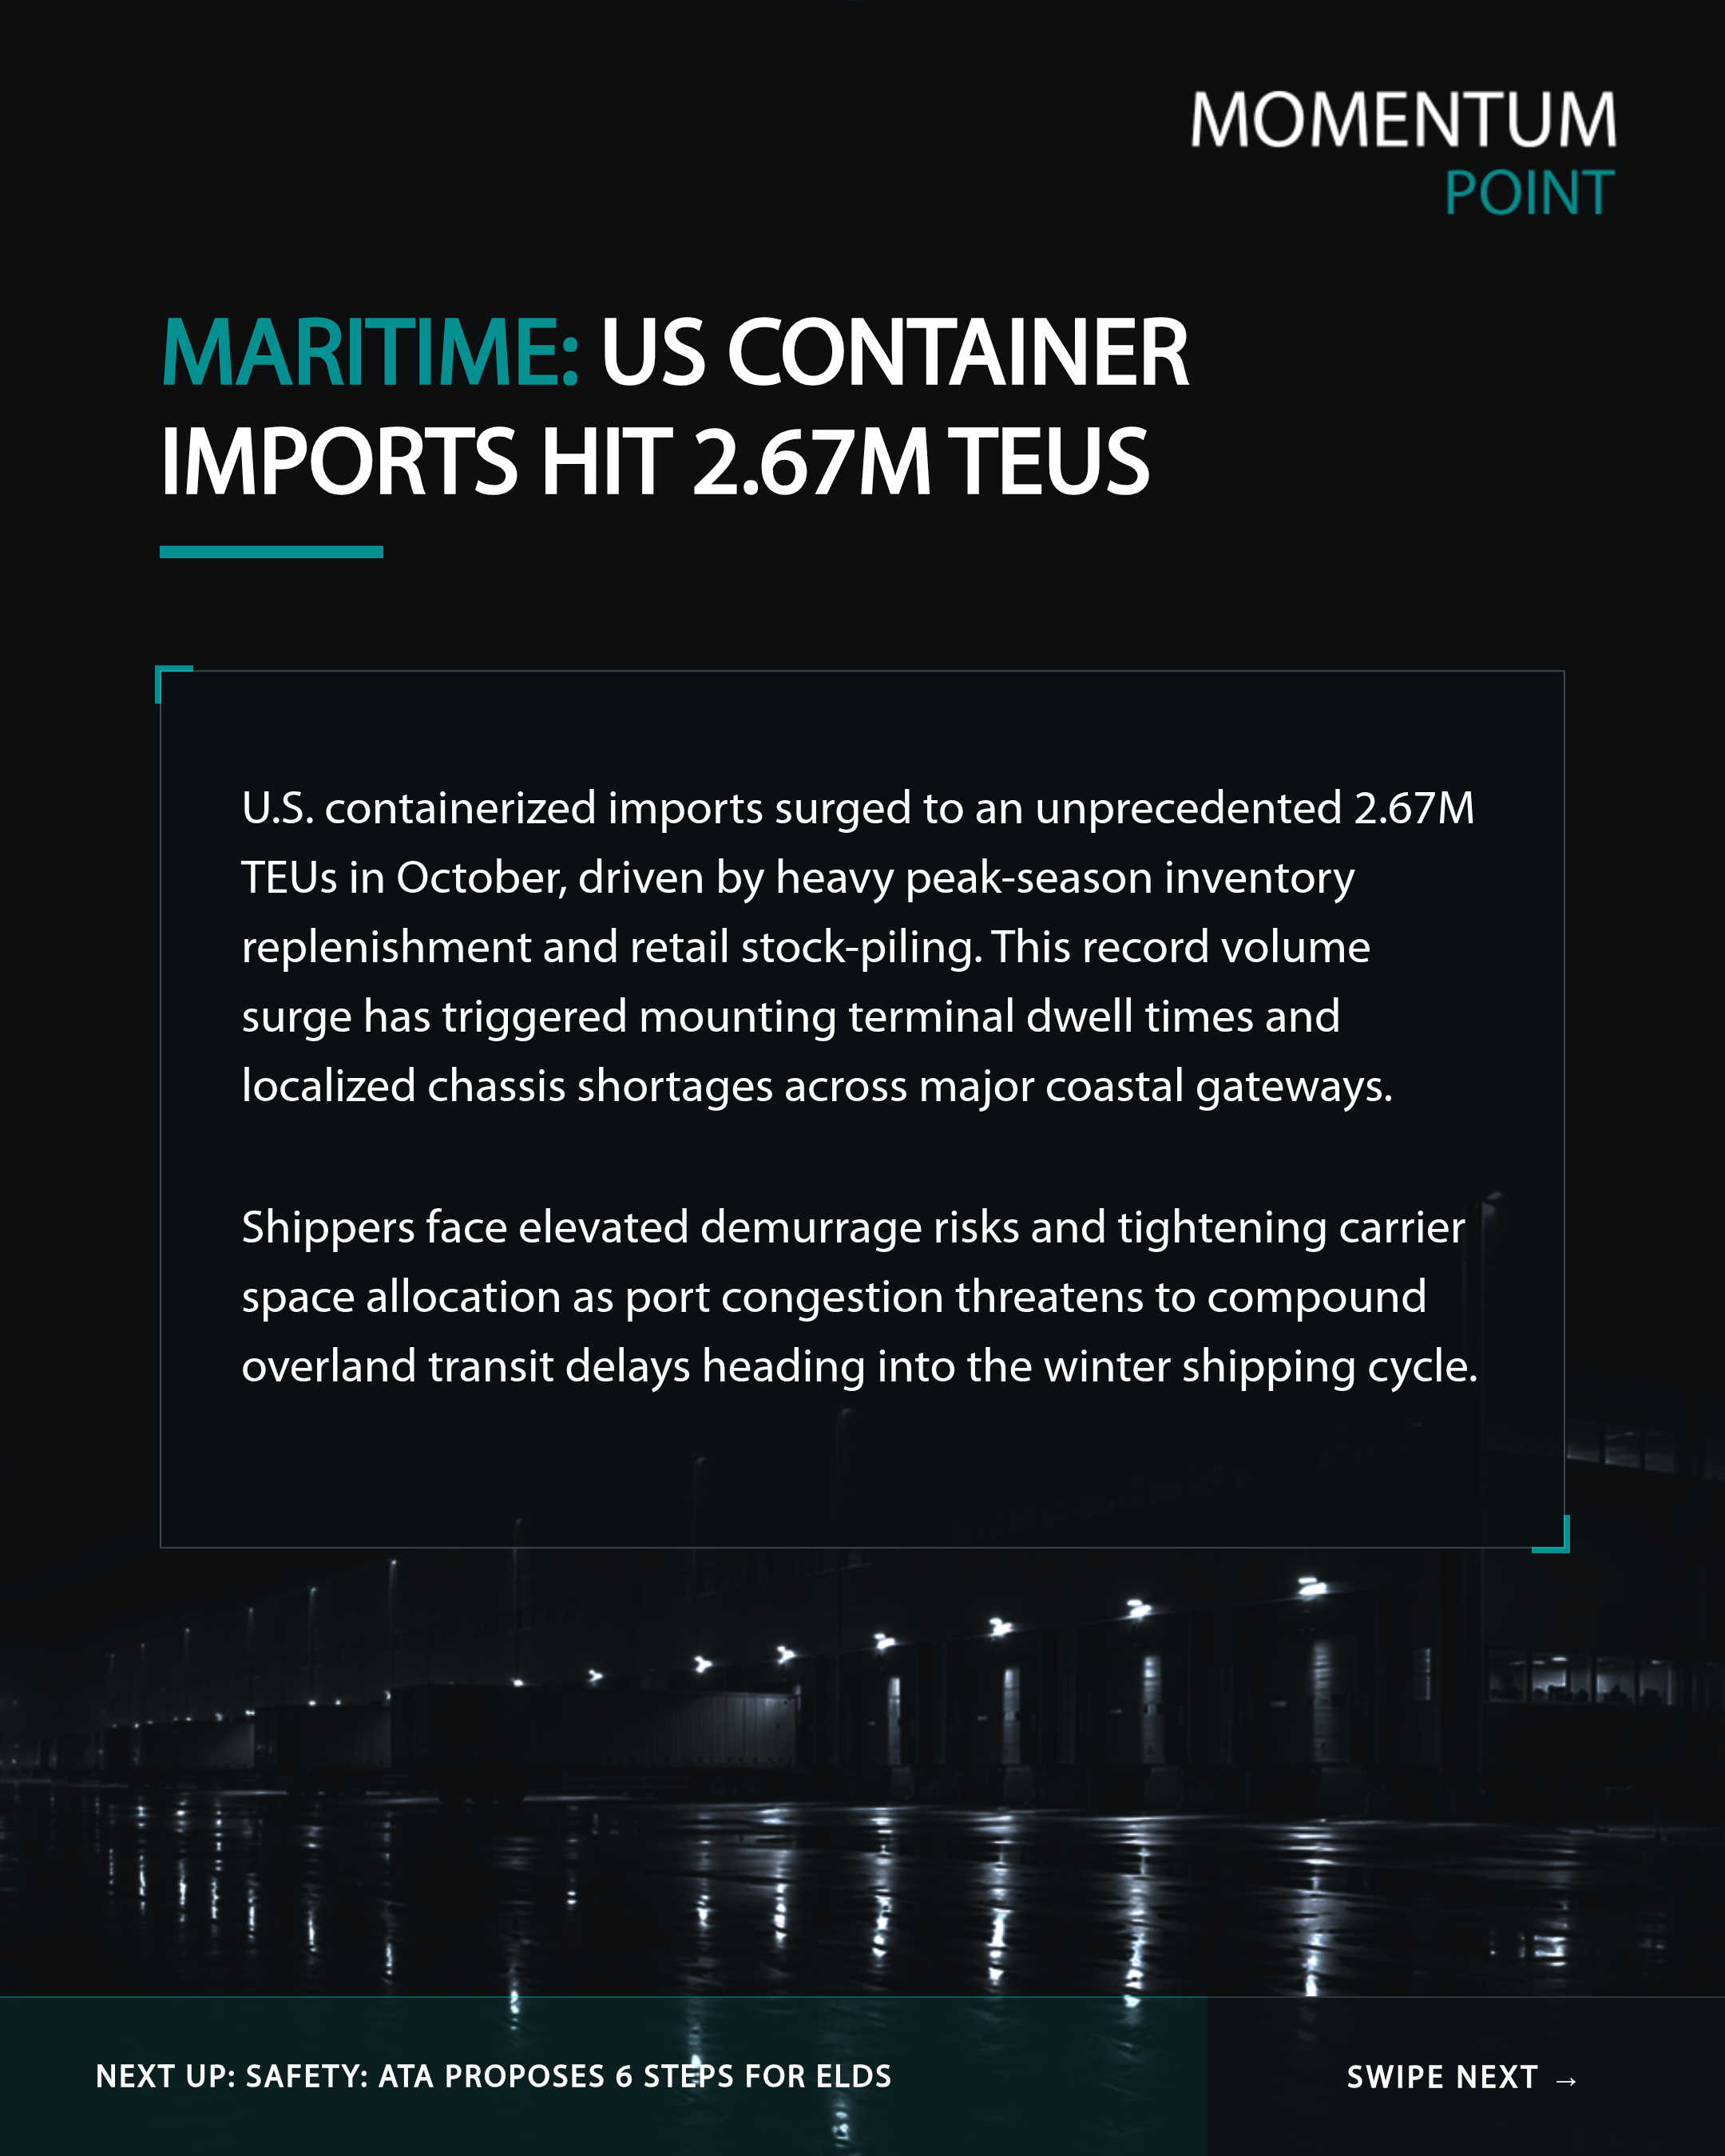 MOMENTUM
POINT
MARITIME: US CONTAINER
IMPORTS HIT 2.67M TEUS
U.S. containerized imports surged to an unprecedented 2.67M
TEUs in October, driven by heavy peak-season inventory
replenishment and retail stock-piling. This record volume
surge has triggered mounting terminal dwell times and
localized chassis shortages across major coastal gateways.
Shippers face elevated demurrage risks and tightening carrier
space allocation as port congestion threatens to compound
overland transit delays heading into the winter shipping cycle.
NEXT UP: SAFETY: ATA PROPOSES 6 STEPS FOR ELDS
SWIPE NEXT →